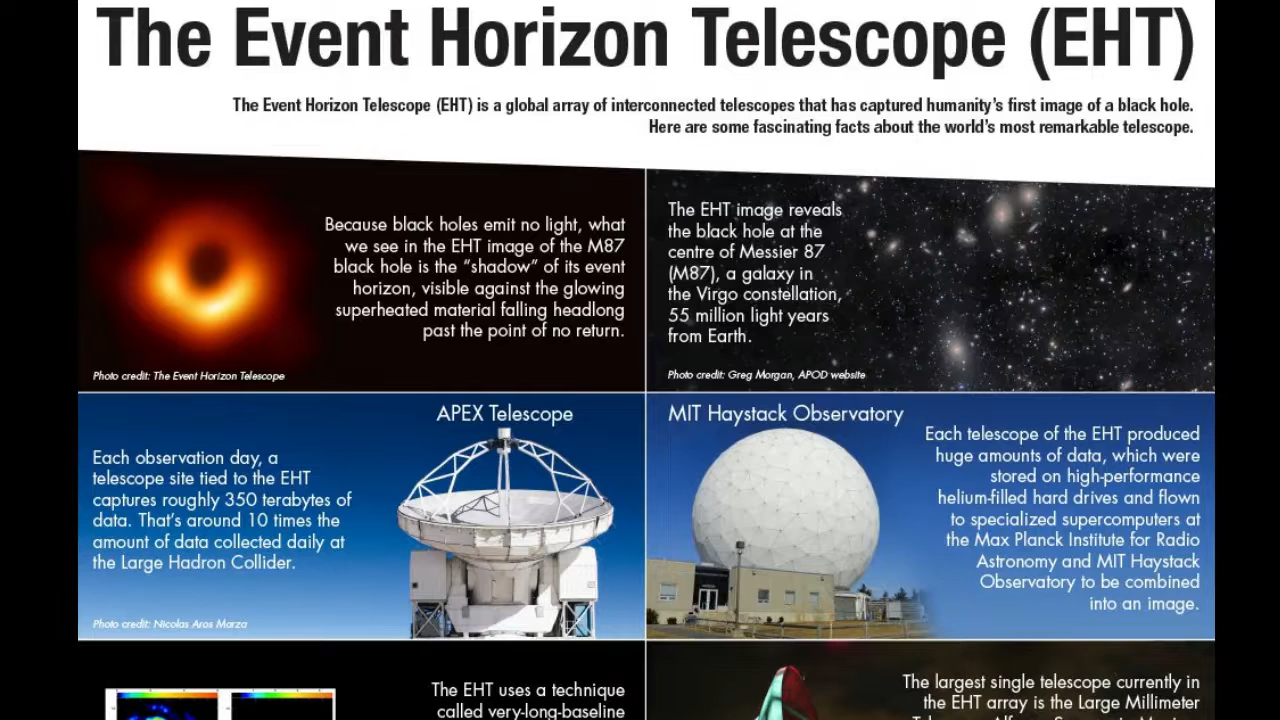 The Event Horizon Telescope (EHT)
The Event Horizon Telescope (EHT) is a global array of interconnected telescopes that has captured humanity's first image of a black hole.
Here are some fascinating facts about the world's most remarkable telescope.
Because black holes emit no light, what
we see in the EHT image of the M87
black hole is the “shadow” of its event
horizon, visible against the glowing
superheated material falling headlong
past the point of no return.
Photo credit: The Event Horizon Telescope
The EHT image reveals
the black hole at the
centre of Messier 87
(M87), a galaxy in
the Virgo constellation,
55 million light years
from Earth.
Photo credit: Greg Morgan, APOD website
APEX Telescope
Each observation day, a
telescope site tied to the EHT
captures roughly 350 terabytes of
data. That's around 10 times the
amount of data collected daily at
the Large Hadron Collider.
Photo credit: Nicolas Aros Marza
MIT Haystack Observatory
Each telescope of the EHT produced
huge amounts of data, which were
stored on high-performance
helium-filled hard drives and flown
to specialized supercomputers at
the Max Planck Institute for Radio
Astronomy and MIT Haystack
Observatory to be combined
into an image.
The EHT uses a technique
called very-long-baseline
The largest single telescope currently in
the EHT array is the Large Millimeter